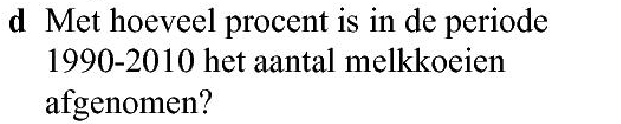 d Met hoeveel procent is in de periode
1990-2010 het aantal melkkoeien
afgenomen?